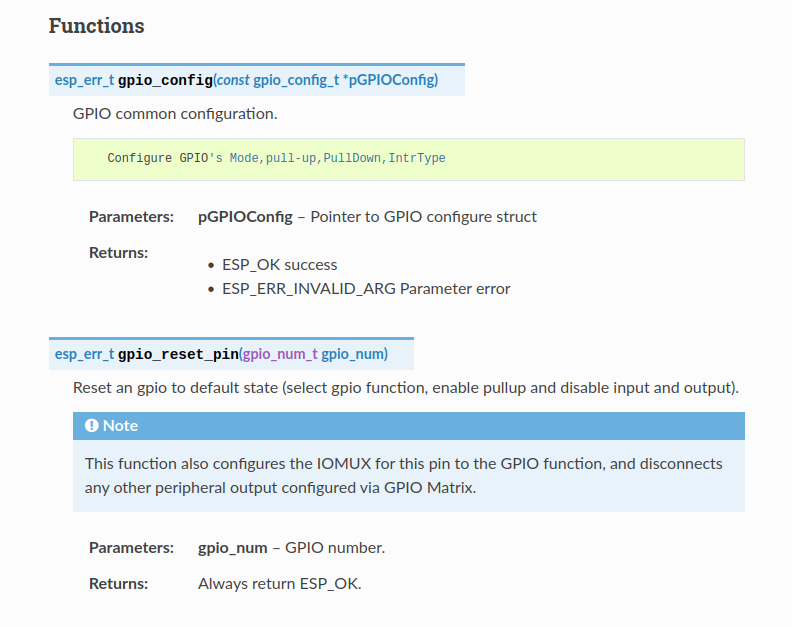 Functions
esp_err_t gpio_config(const gpio_config_t *pGPIOConfig)
GPIO common configuration.
Configure GPIO's Mode,pull-up,PullDown,IntrType
Parameters: pGPIOConfig – Pointer to GPIO configure struct
Returns:
• ESP_OK success
• ESP_ERR_INVALID_ARG Parameter error
esp_err_t gpio_reset_pin(gpio_num_t gpio_num)
Reset an gpio to default state (select gpio function, enable pullup and disable input and output).
Note
This function also configures the IOMUX for this pin to the GPIO function, and disconnects
any other peripheral output configured via GPIO Matrix.
Parameters: gpio_num – GPIO number.
Returns: Always return ESP_OK.